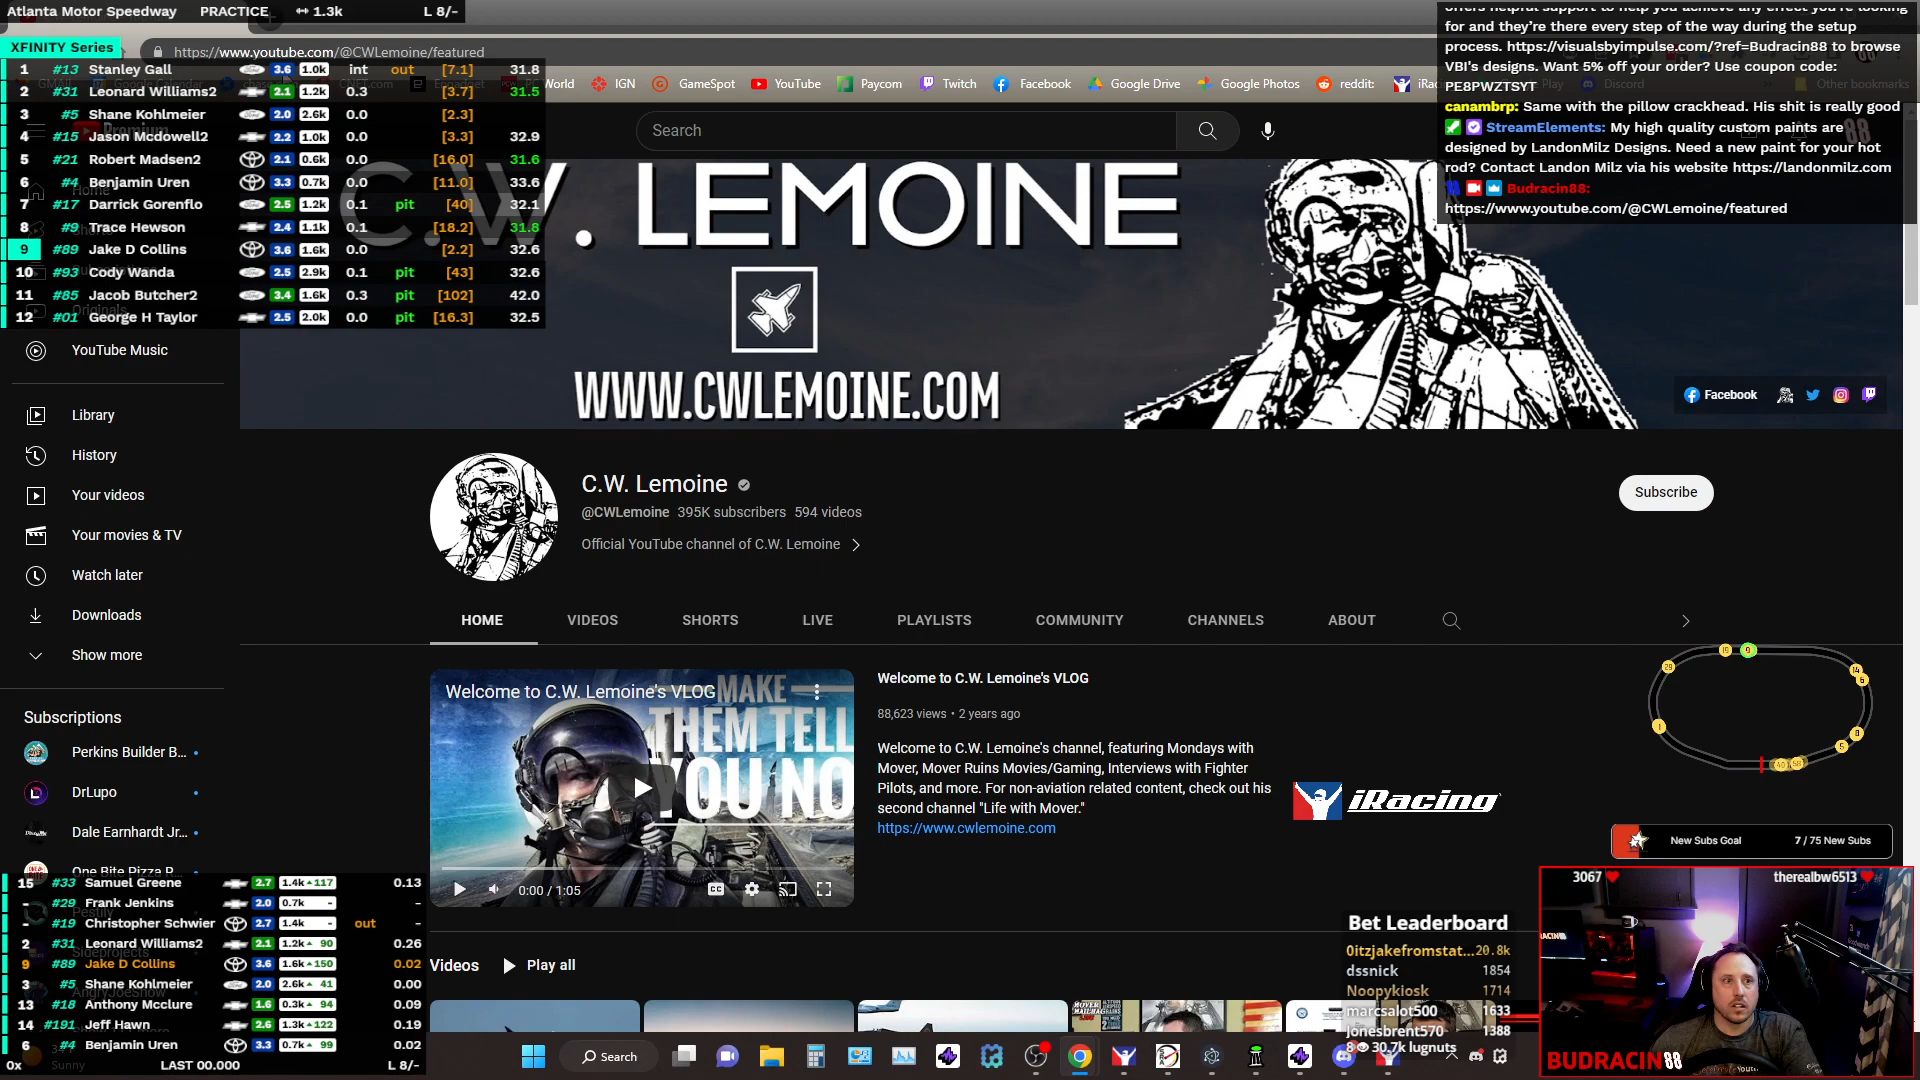 Atlanta Motor Speedway PRACTICE 1.3k L 8/-
XFINITY Series
https://www.youtube.com/@CWLemoine/featured
1 #13 Stanley Gall 3.6 1.0k int out [7.1] 31.8
2 #31 Leonard Williams2 2.1 1.2k 0.3 [3.7] 31.5
3 #5 Shane Kohlmeier 2.0 2.6k 0.0 [2.3]
4 #15 Jason Mcdowell2 2.2 1.0k 0.0 [3.3] 32.9
5 #21 Robert Madsen2 2.1 0.6k 0.0 [16.0] 31.6
6 #4 Benjamin Uren 3.3 0.7k 0.0 [11.0] 33.6
7 #17 Darrick Gorenflo 2.5 1.2k 0.1 pit [40] 32.1
8 #9 Trace Hewson 2.4 1.1k 0.1 [18.2] 31.8
9 #89 Jake D Collins 3.6 1.6k 0.0 [2.2] 32.6
10 #93 Cody Wanda 2.5 2.9k 0.1 pit [43] 32.6
11 #85 Jacob Butcher2 3.4 1.6k 0.3 pit [102] 42.0
12 #01 George H Taylor 2.5 2.0k 0.0 pit [16.3] 32.5
World IGN GameSpot YouTube Paycom Twitch Facebook Google Drive Google Photos reddit: Discord Other bookmarks
Search
offers helpful support to help you achieve any effect you're looking
for and they're there every step of the way during the setup
process. https://visualsbyimpulse.com/?ref=Budracin88 to browse
VBI's designs. Want 5% off your order? Use coupon code:
PE8PWZTSYT
canambrp: Same with the pillow crackhead. His shit is really good
StreamElements: My high quality custom paints are
designed by LandonMilz Designs. Need a new paint for your hot
rod? Contact Landon Milz via his website https://landonmilz.com
Budracin88:
https://www.youtube.com/@CWLemoine/featured
C.W. LEMOINE
WWW.CWLEMOINE.COM
Facebook
Home
Originals
YouTube Music
Library
History
Your videos
Your movies & TV
Watch later
Downloads
Show more
Subscriptions
Perkins Builder B...
DrLupo
Dale Earnhardt Jr...
One Bite Pizza R
C.W. Lemoine
@CWLemoine 395K subscribers 594 videos
Official YouTube channel of C.W. Lemoine
Subscribe
HOME VIDEOS SHORTS LIVE PLAYLISTS COMMUNITY CHANNELS ABOUT
Welcome to C.W. Lemoine's VLOG
MAKE
THEM TELL
YOU NO
0:00 / 1:05
Welcome to C.W. Lemoine's VLOG
88,623 views • 2 years ago
Welcome to C.W. Lemoine's channel, featuring Mondays with
Mover, Mover Ruins Movies/Gaming, Interviews with Fighter
Pilots, and more. For non-aviation related content, check out his
second channel "Life with Mover."
https://www.cwlemoine.com
iRacing
New Subs Goal 7 / 75 New Subs
3067 therealbw6513
15 #33 Samuel Greene 2.7 1.4k 117 0.13
- #29 Frank Jenkins 2.0 0.7k - -
- #19 Christopher Schwier 2.7 1.4k - out -
2 #31 Leonard Williams2 2.1 1.2k 90 0.26
9 #89 Jake D Collins 3.6 1.6k 150 0.02
3 #5 Shane Kohlmeier 2.0 2.6k 41 0.00
13 #18 Anthony Mcclure 1.6 0.3k 94 0.09
14 #191 Jeff Hawn 2.6 1.3k 122 0.19
6 #4 Benjamin Uren 3.3 0.7k 99 0.02
0x LAST 00.000 L 8/-
Sunny
Videos Play all
Bet Leaderboard
0itzjakefromstat... 20.8k
dssnick 1854
Noopykiosk 1714
marcsalot500 1633
jonesbrent570 1388
8 30.7k lugnuts
Search
BUDRACIN88